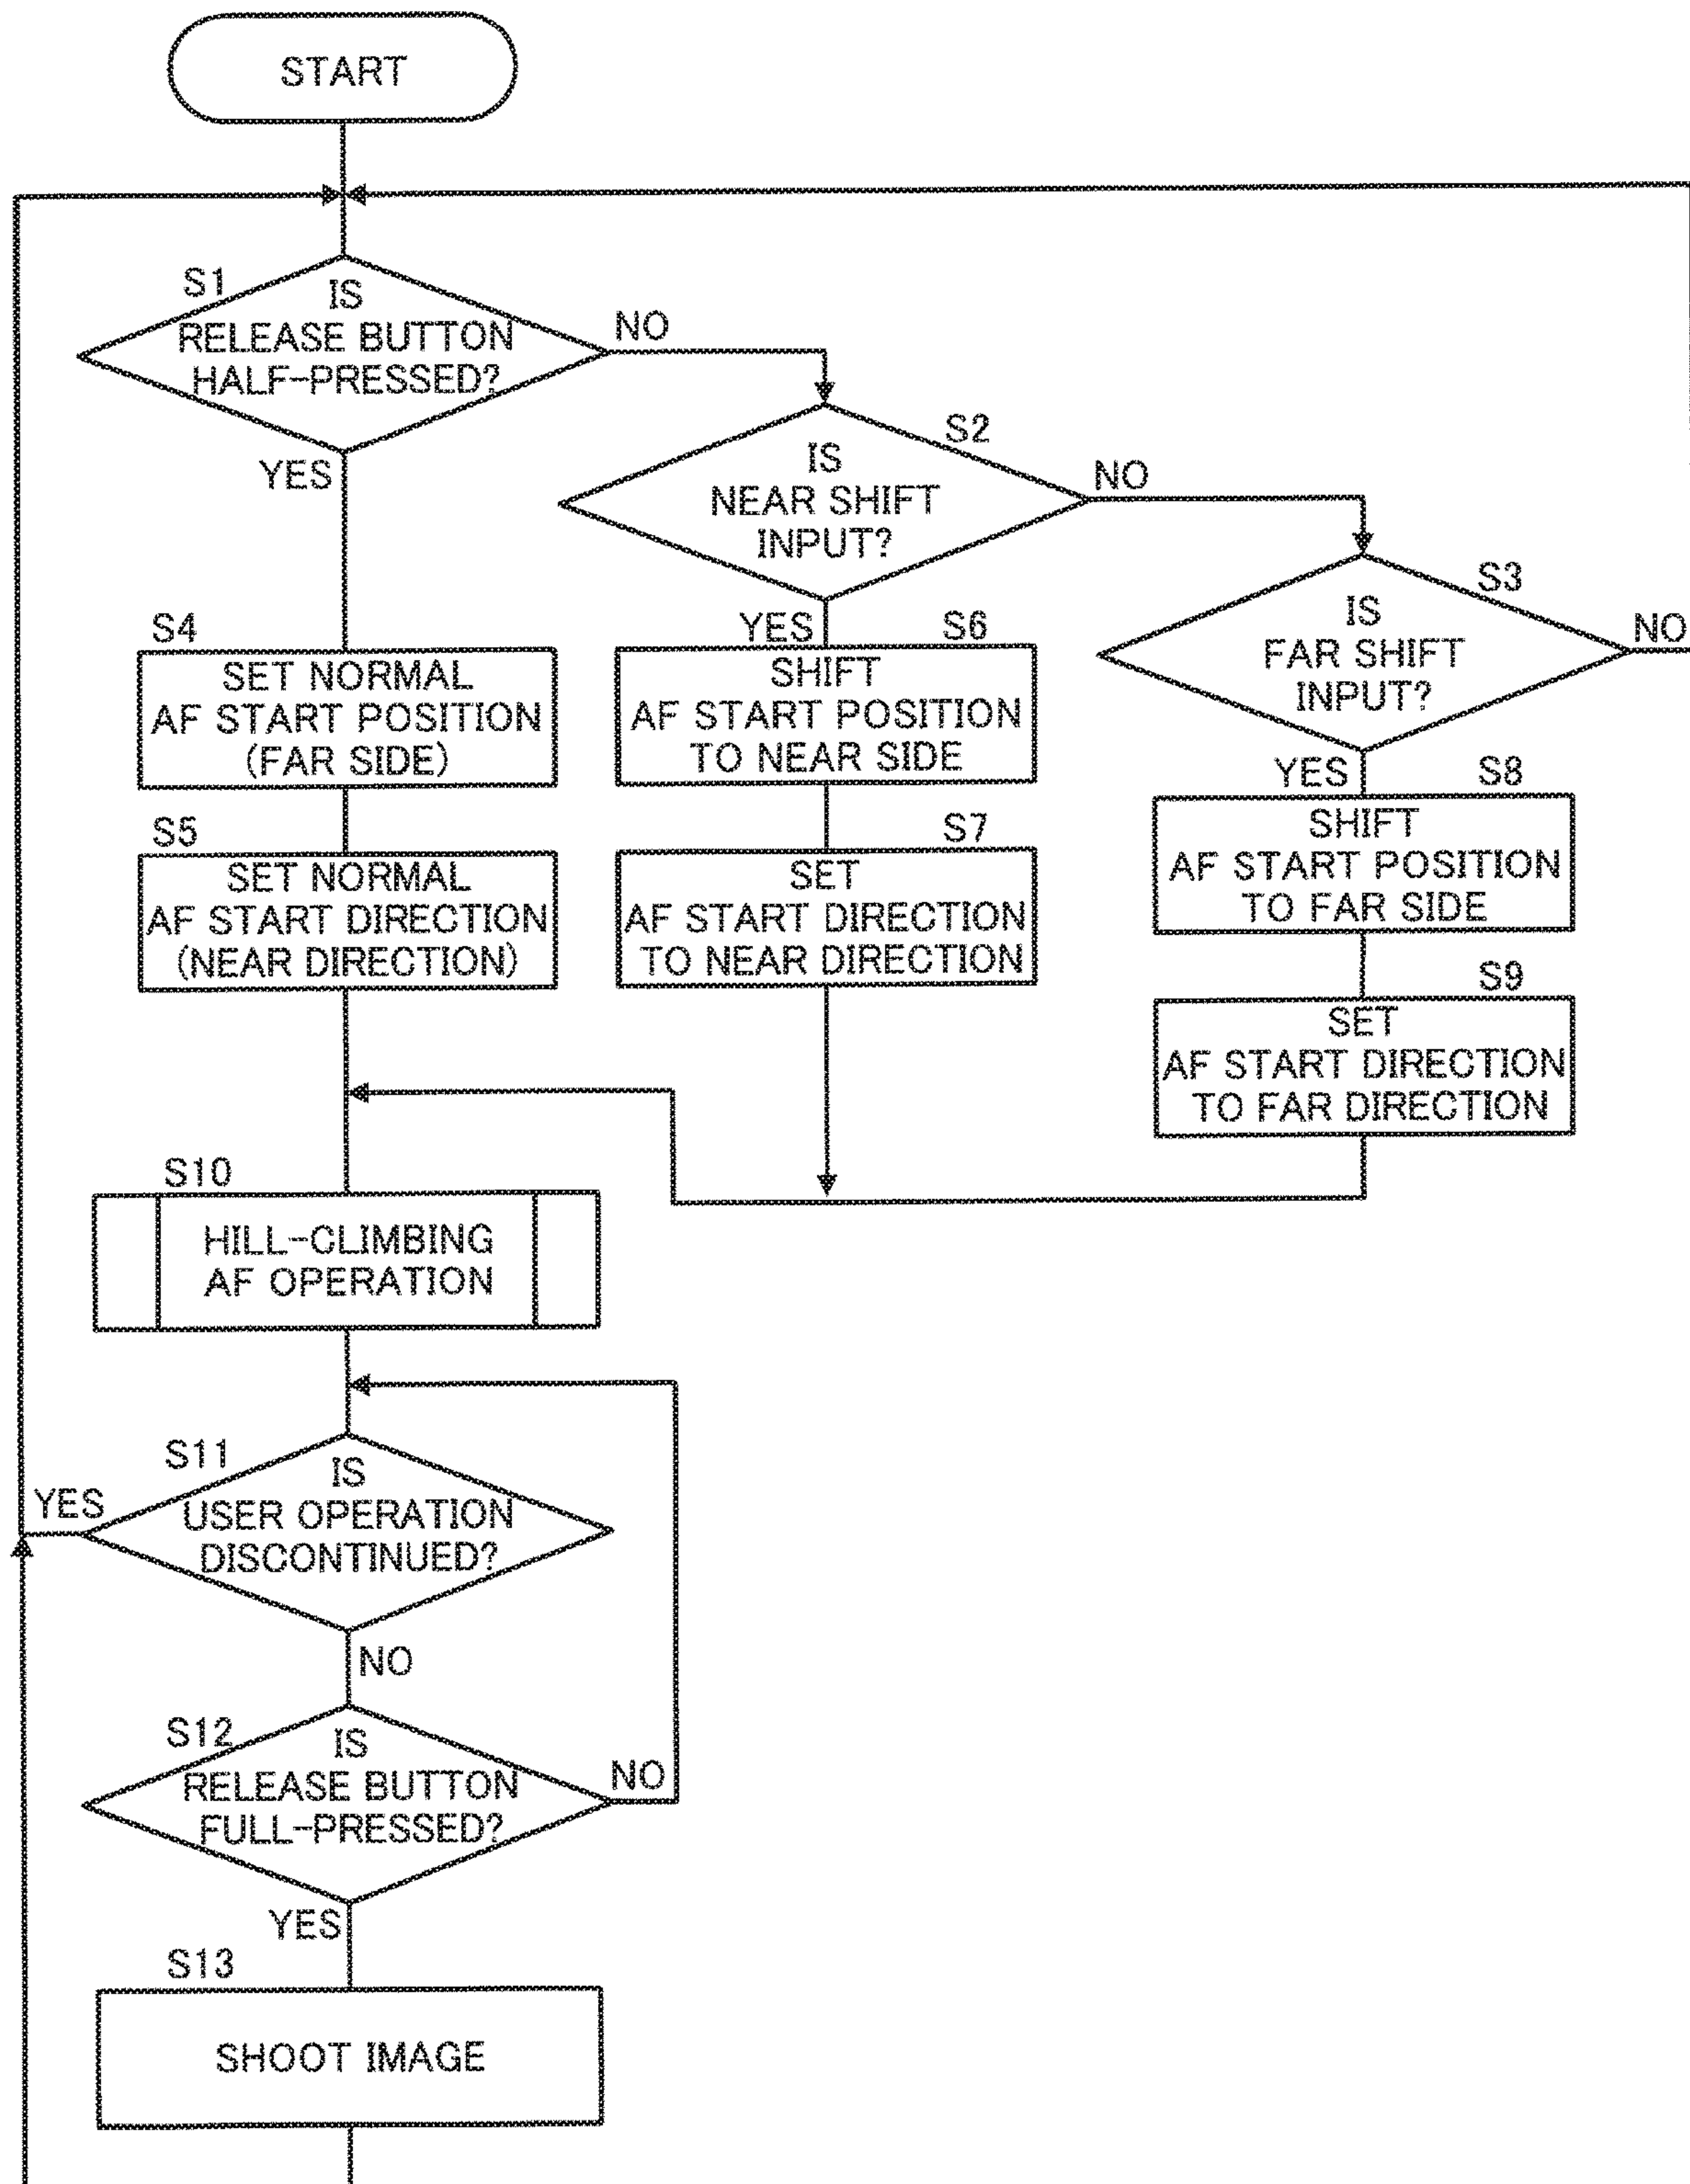 START
S1
IS
RELEASE BUTTON
HALF-PRESSED?
NO
YES
S2
IS
NEAR SHIFT
INPUT?
NO
YES
S3
IS
FAR SHIFT
INPUT?
NO
YES
S4
SET NORMAL
AF START POSITION
(FAR SIDE)
S5
SET NORMAL
AF START DIRECTION
(NEAR DIRECTION)
S6
SHIFT
AF START POSITION
TO NEAR SIDE
S7
SET
AF START DIRECTION
TO NEAR DIRECTION
S8
SHIFT
AF START POSITION
TO FAR SIDE
S9
SET
AF START DIRECTION
TO FAR DIRECTION
S10
HILL-CLIMBING
AF OPERATION
S11
IS
USER OPERATION
DISCONTINUED?
YES
NO
S12
IS
RELEASE BUTTON
FULL-PRESSED?
NO
YES
S13
SHOOT IMAGE